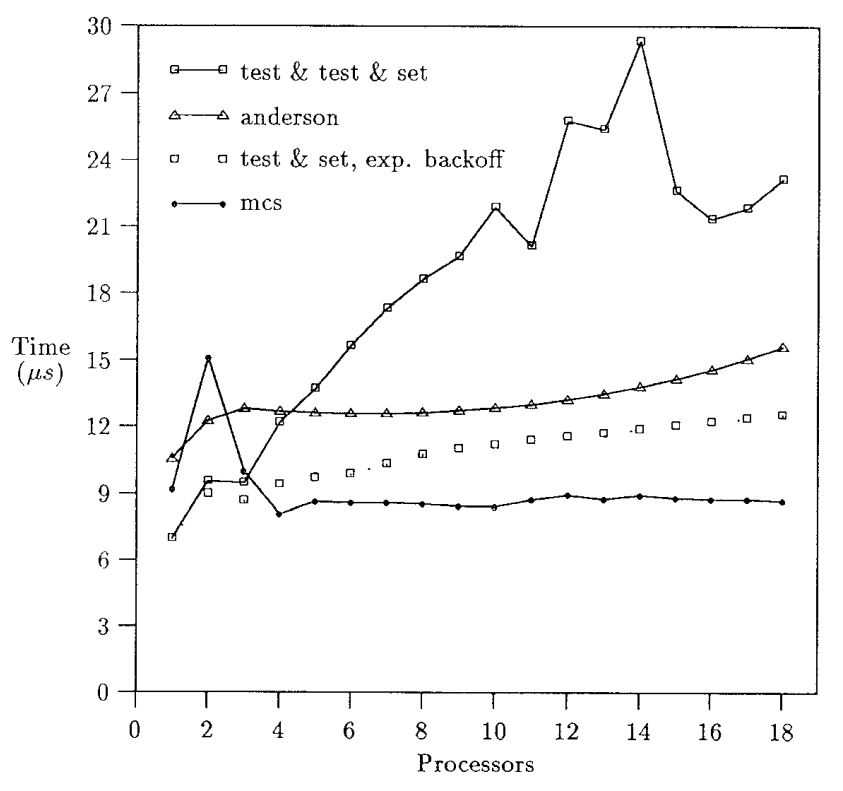 30
27
24
21
18
15
12
9
6
3
0
Time
(μs)
test & test & set
anderson
test & set, exp. backoff
mcs
0 2 4 6 8 10 12 14 16 18
Processors